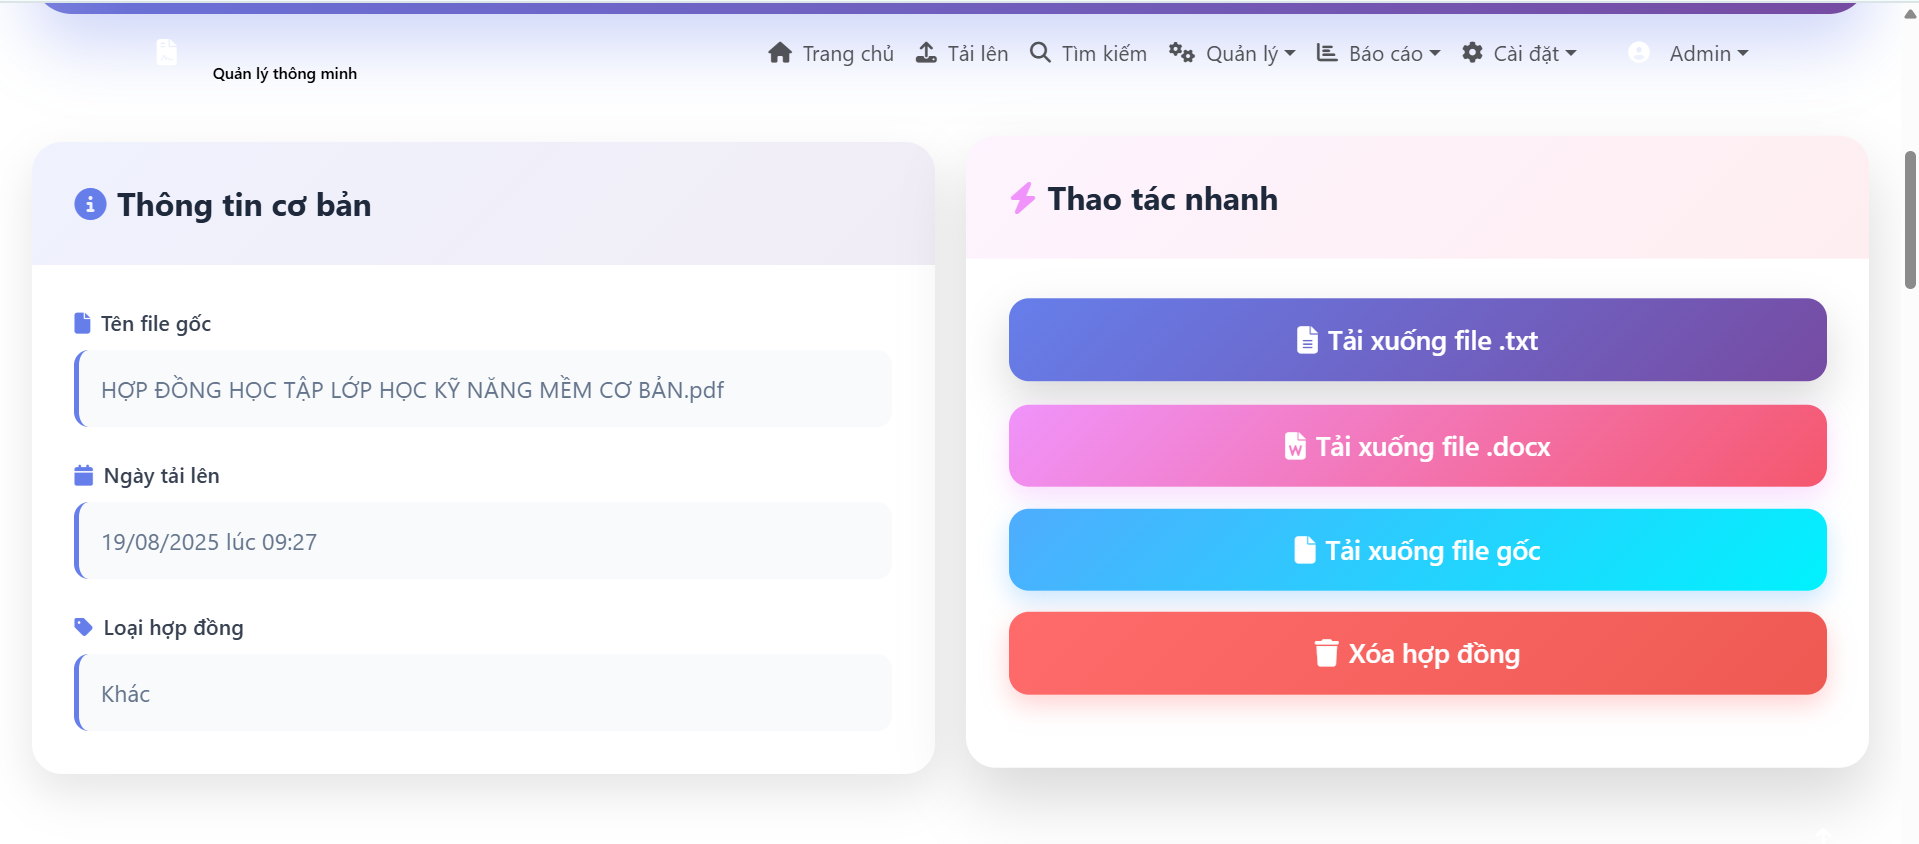 Quản lý thông minh
Trang chủ
Tải lên
Tìm kiếm
Quản lý
Báo cáo
Cài đặt
Admin
Thông tin cơ bản
Tên file gốc
HỢP ĐỒNG HỌC TẬP LỚP HỌC KỸ NĂNG MỀM CƠ BẢN.pdf
Ngày tải lên
19/08/2025 lúc 09:27
Loại hợp đồng
Khác
Thao tác nhanh
Tải xuống file .txt
Tải xuống file .docx
Tải xuống file gốc
Xóa hợp đồng